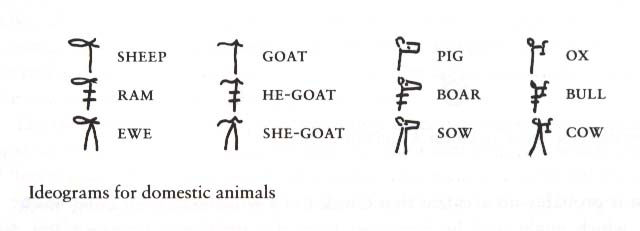 SHEEP GOAT PIG OX
RAM HE-GOAT BOAR BULL
EWE SHE-GOAT SOW COW
Ideograms for domestic animals